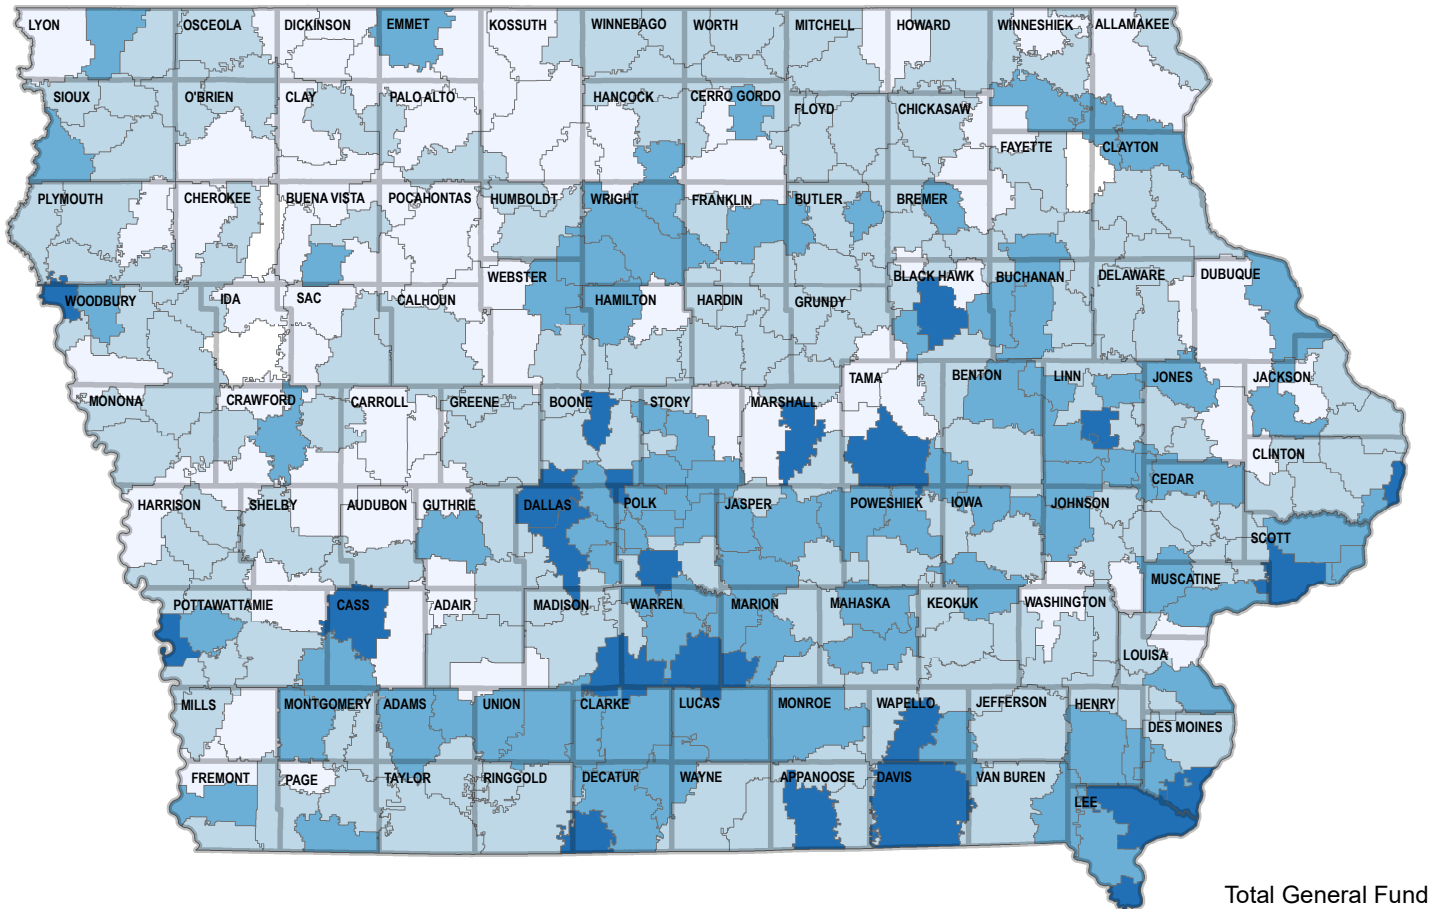 LYON OSCEOLA DICKINSON EMMET KOSSUTH WINNEBAGO WORTH MITCHELL HOWARD WINNESHIEK ALLAMAKEE
SIOUX O'BRIEN CLAY PALO ALTO HANCOCK CERRO GORDO FLOYD CHICKASAW
FAYETTE CLAYTON
PLYMOUTH CHEROKEE BUENA VISTA POCAHONTAS HUMBOLDT WRIGHT FRANKLIN BUTLER BREMER
WEBSTER BLACK HAWK BUCHANAN DELAWARE DUBUQUE
WOODBURY IDA SAC CALHOUN HAMILTON HARDIN GRUNDY
TAMA BENTON LINN JONES JACKSON
MONONA CRAWFORD CARROLL GREENE BOONE STORY MARSHALL
CLINTON
CEDAR
HARRISON SHELBY AUDUBON GUTHRIE DALLAS POLK JASPER POWESHIEK IOWA JOHNSON
SCOTT
MUSCATINE
POTTAWATTAMIE CASS ADAIR MADISON WARREN MARION MAHASKA KEOKUK WASHINGTON
LOUISA
MILLS MONTGOMERY ADAMS UNION CLARKE LUCAS MONROE WAPELLO JEFFERSON HENRY
DES MOINES
FREMONT PAGE TAYLOR RINGGOLD DECATUR WAYNE APPANOOSE DAVIS VAN BUREN
LEE
Total General Fund